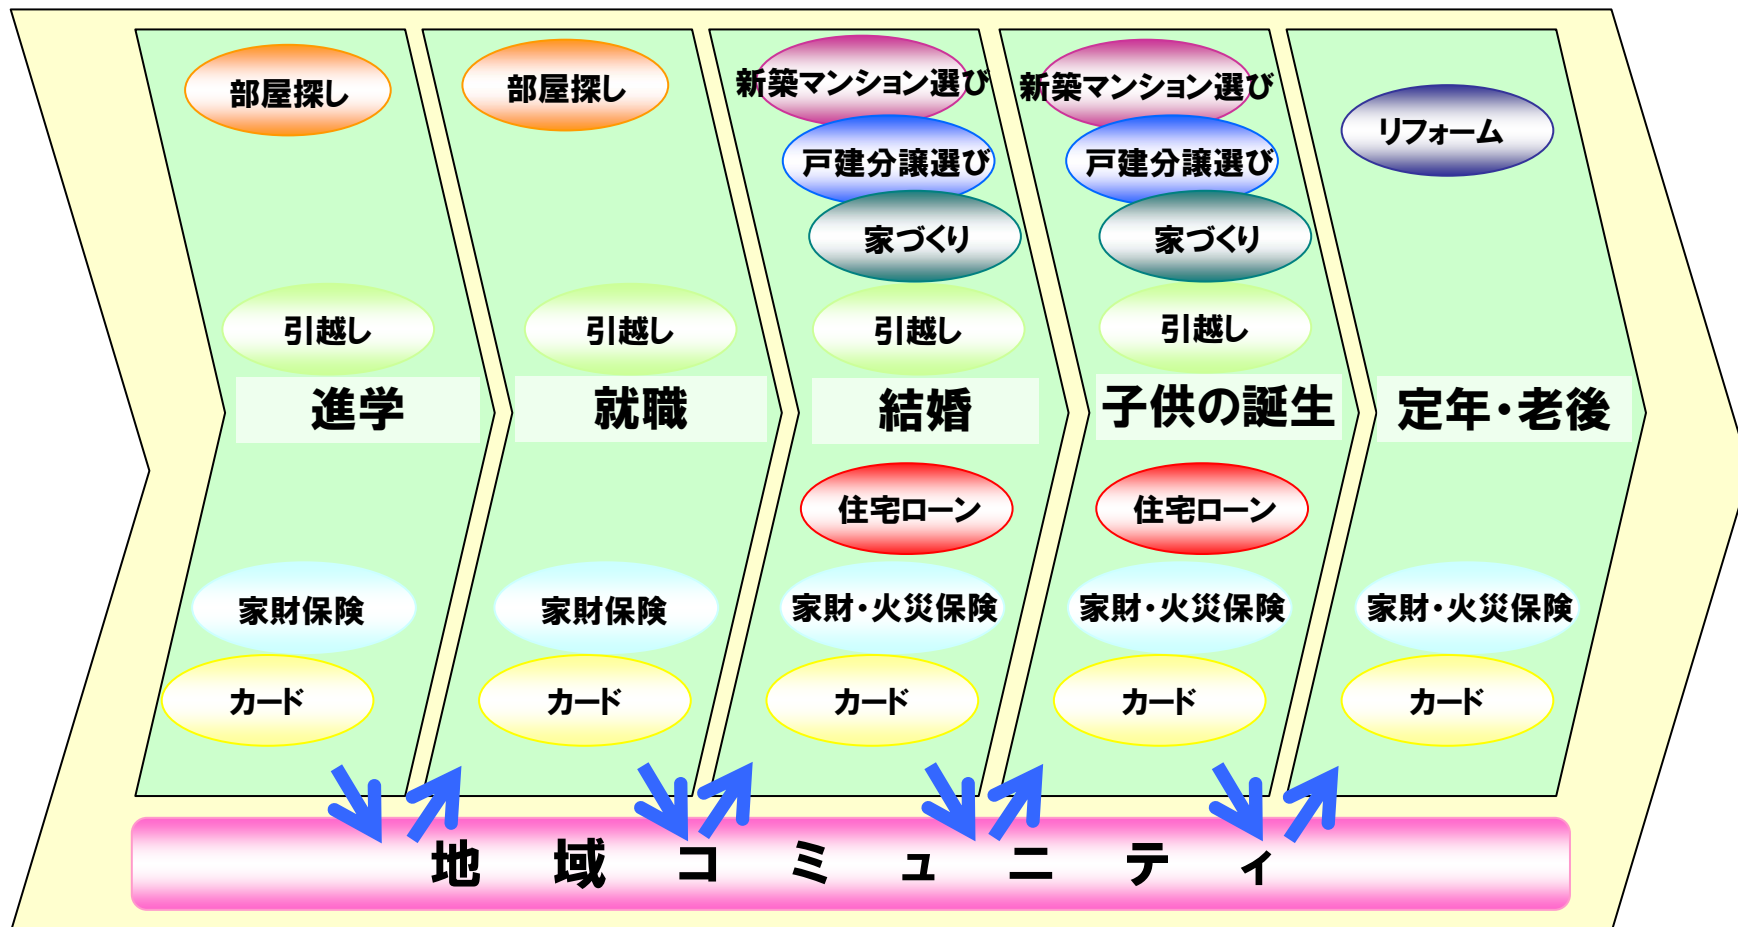 部屋探し
引越し
進学
家財保険
カード
部屋探し
引越し
就職
家財保険
カード
新築マンション選び
戸建分譲選び
家づくり
引越し
結婚
住宅ローン
家財・火災保険
カード
新築マンション選び
戸建分譲選び
家づくり
引越し
子供の誕生
住宅ローン
家財・火災保険
カード
リフォーム
定年・老後
家財・火災保険
カード
地域コミュニティ